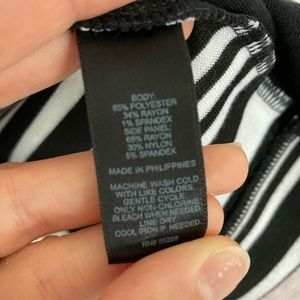 BODY:
65% POLYESTER
34% RAYON
1% SPANDEX
SIDE PANEL
65% RAYON
30% NYLON
5% SPANDEX
MADE IN PHILIPPINES
MACHINE WASH COLD
WITH LIKE COLORS.
GENTLE CYCLE
ONLY NON-CHLORINE
BLEACH WHEN NEEDED.
LINE DRY.
COOL IRON IF NEEDED.
RN#